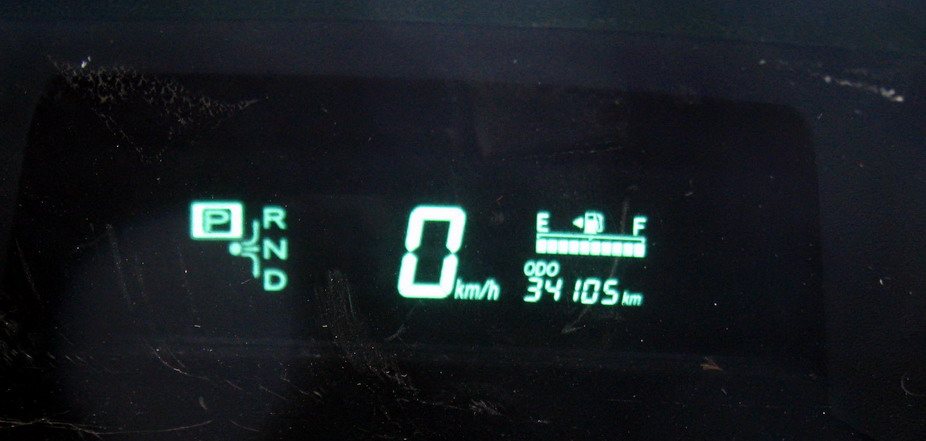 P R
N
D
0 km/h
E F
ODO
34105 km